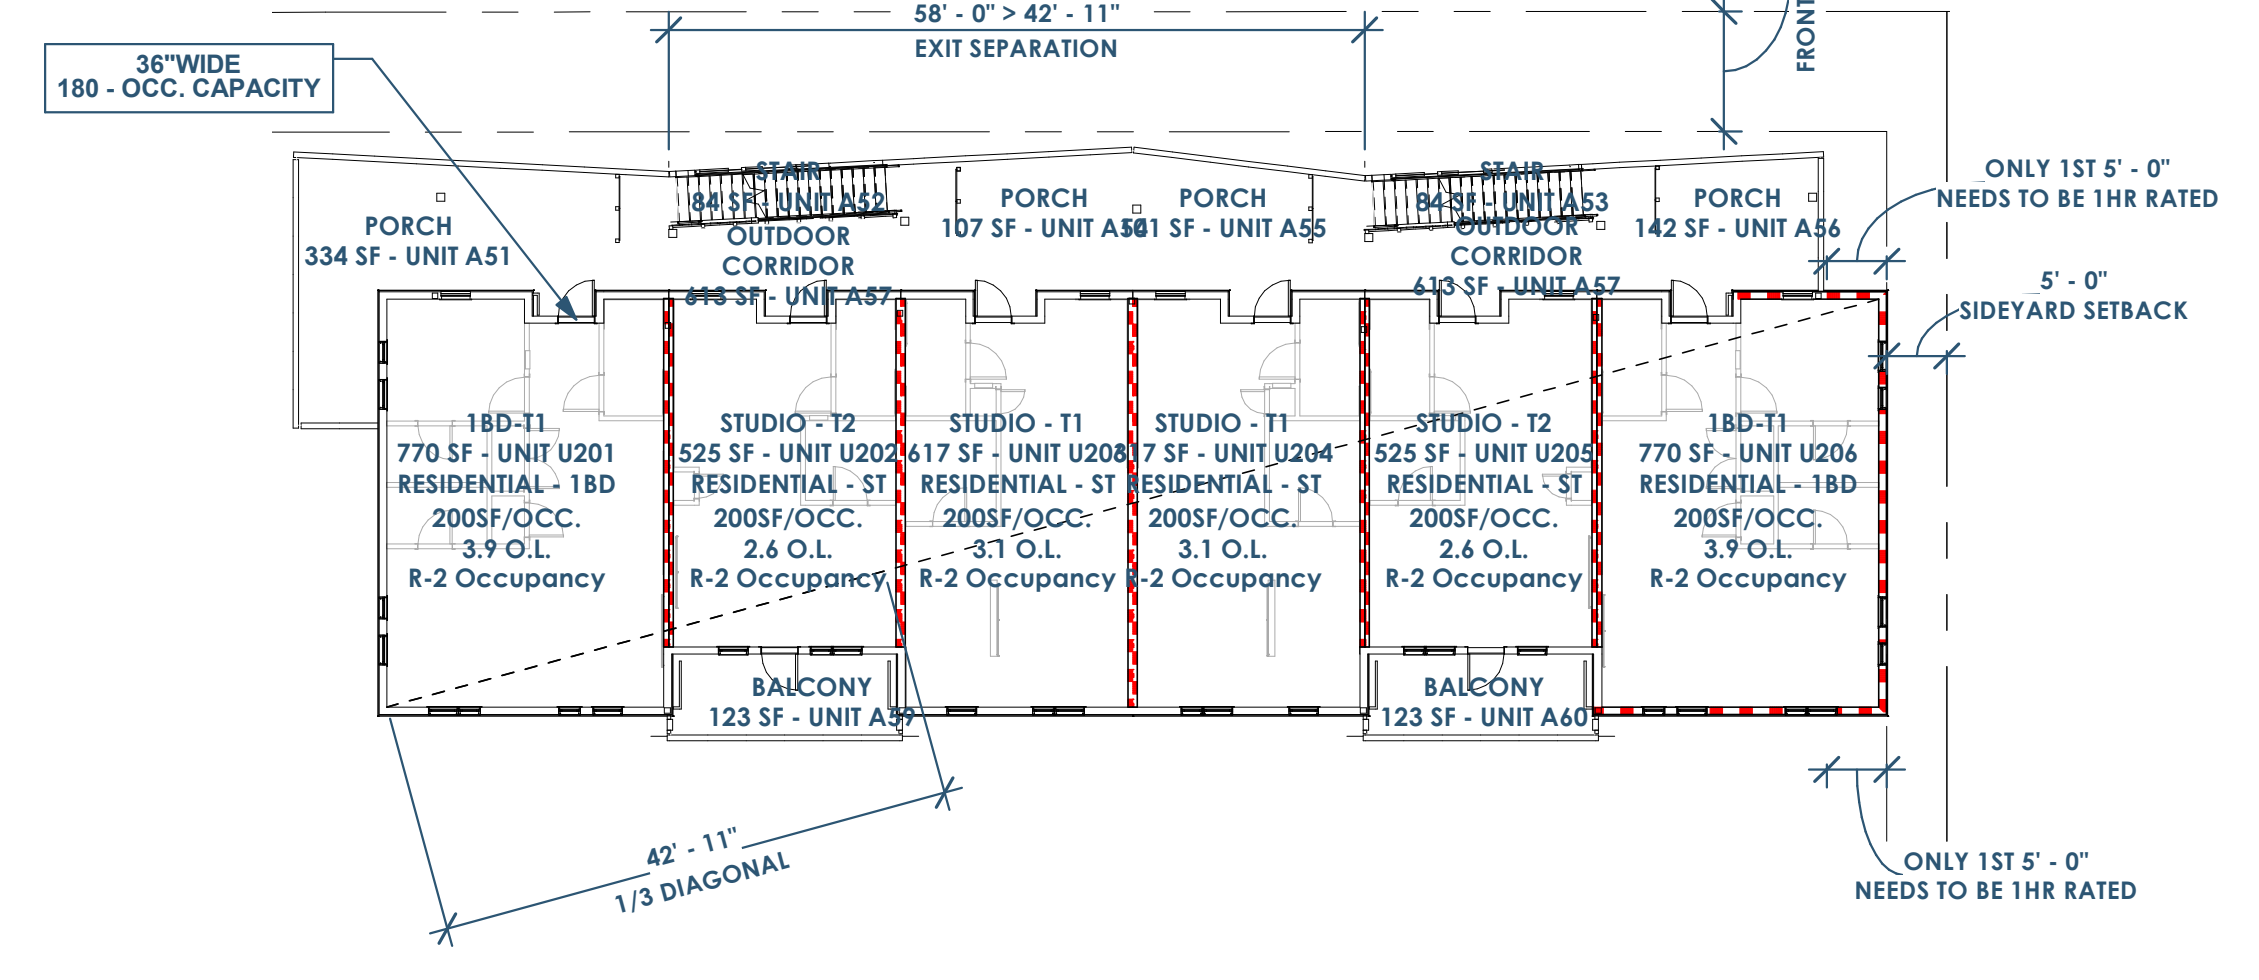 58' - 0" > 42' - 11"
EXIT SEPARATION
FRONT
36"WIDE
180 - OCC. CAPACITY
ONLY 1ST 5' - 0"
NEEDS TO BE 1HR RATED
5' - 0"
SIDEYARD SETBACK
PORCH
334 SF - UNIT A51
STAIR
84 SF - UNIT A52
OUTDOOR
CORRIDOR
613 SF - UNIT A57
PORCH
107 SF - UNIT
PORCH
SF - UNIT A55
STAIR
84 SF - UNIT A53
OUTDOOR
CORRIDOR
613 SF - UNIT A57
PORCH
142 SF - UNIT A56
1BD-T1
770 SF - UNIT U201
RESIDENTIAL - 1BD
200SF/OCC.
3.9 O.L.
R-2 Occupancy
STUDIO - T2
525 SF - UNIT U202
RESIDENTIAL - ST
200SF/OCC.
2.6 O.L.
R-2 Occupancy
STUDIO - T1
617 SF - UNIT U203
RESIDENTIAL - ST
200SF/OCC.
3.1 O.L.
R-2 Occupancy
STUDIO - T1
617 SF - UNIT U204
RESIDENTIAL - ST
200SF/OCC.
3.1 O.L.
R-2 Occupancy
STUDIO - T2
525 SF - UNIT U205
RESIDENTIAL - ST
200SF/OCC.
2.6 O.L.
R-2 Occupancy
1BD-T1
770 SF - UNIT U206
RESIDENTIAL - 1BD
200SF/OCC.
3.9 O.L.
R-2 Occupancy
BALCONY
123 SF - UNIT A59
BALCONY
123 SF - UNIT A60
42' - 11"
1/3 DIAGONAL
ONLY 1ST 5' - 0"
NEEDS TO BE 1HR RATED